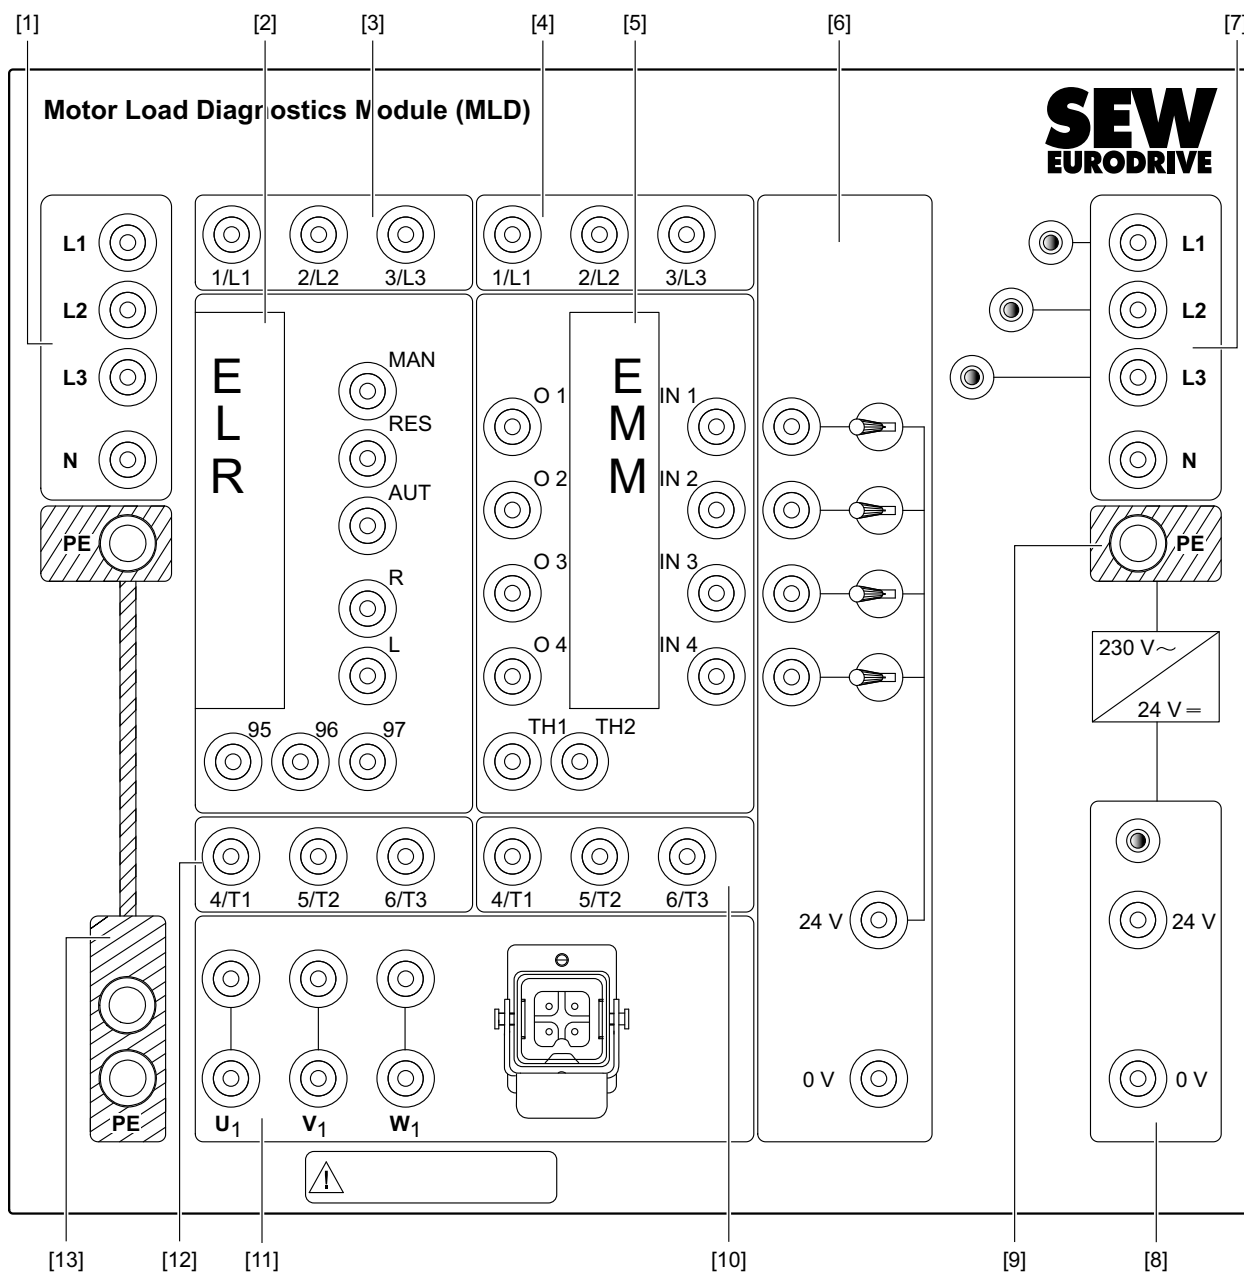 [1] [2] [3] [4] [5] [6] [7]
Motor Load Diagnostics Module (MLD)
SEW
EURODRIVE
L1
L2
L3
N
PE
1/L1 2/L2 3/L3
1/L1 2/L2 3/L3
E
L
R
MAN
RES
AUT
R
L
95 96 97
E
M
M
O 1
O 2
O 3
O 4
IN 1
IN 2
IN 3
IN 4
TH1 TH2
L1
L2
L3
N
PE
230 V~
24 V =
4/T1 5/T2 6/T3
4/T1 5/T2 6/T3
24 V
0 V
24 V
0 V
PE
U1 V1 W1
!
[13] [12] [11] [10] [9] [8]